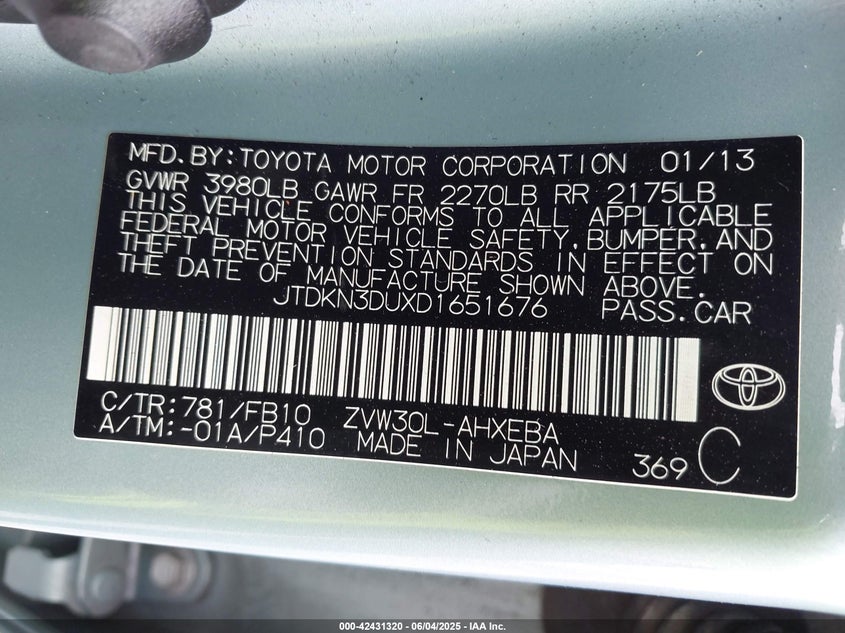 MFD.BY:TOYOTA MOTOR CORPORATION 01/13
GVWR 3980LB GAWR FR 2270LB RR 2175LB
THIS VEHICLE CONFORMS TO ALL APPLICABLE
FEDERAL MOTOR VEHICLE SAFETY,BUMPER,AND
THEFT PREVENTION STANDARDS IN EFFECT ON
THE DATE OF MANUFACTURE SHOWN ABOVE.
JTDKN3DUXD1651676 PASS.CAR
C/TR:781/FB10 ZVW30L-AHXEBA
A/TM:-01A/P410 MADE IN JAPAN
369 C
000-42431320 - 06/04/2025 - IAA Inc.